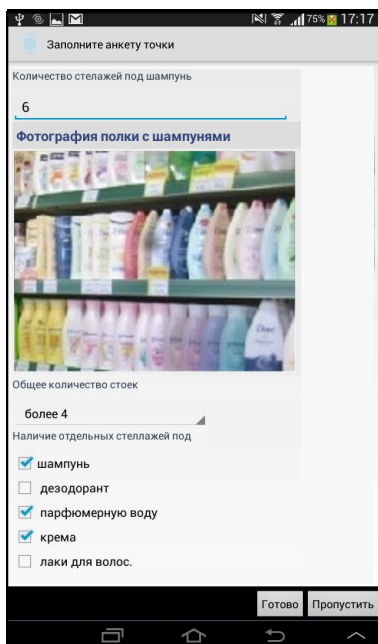 75% 17:17
Заполните анкету точки
Количество стелажей под шампунь
6
Фотография полки с шампунями
Общее количество стоек
более 4
Наличие отдельных стеллажей под
шампунь
дезодорант
парфюмерную воду
крема
лаки для волос.
Готово Пропустить